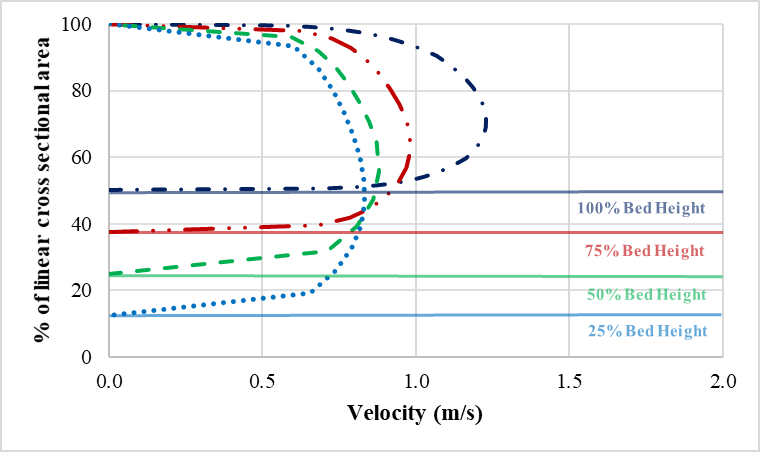 % of linear cross sectional area
100
80
60
40
20
0
100% Bed Height
75% Bed Height
50% Bed Height
25% Bed Height
0.0 0.5 1.0 1.5 2.0
Velocity (m/s)